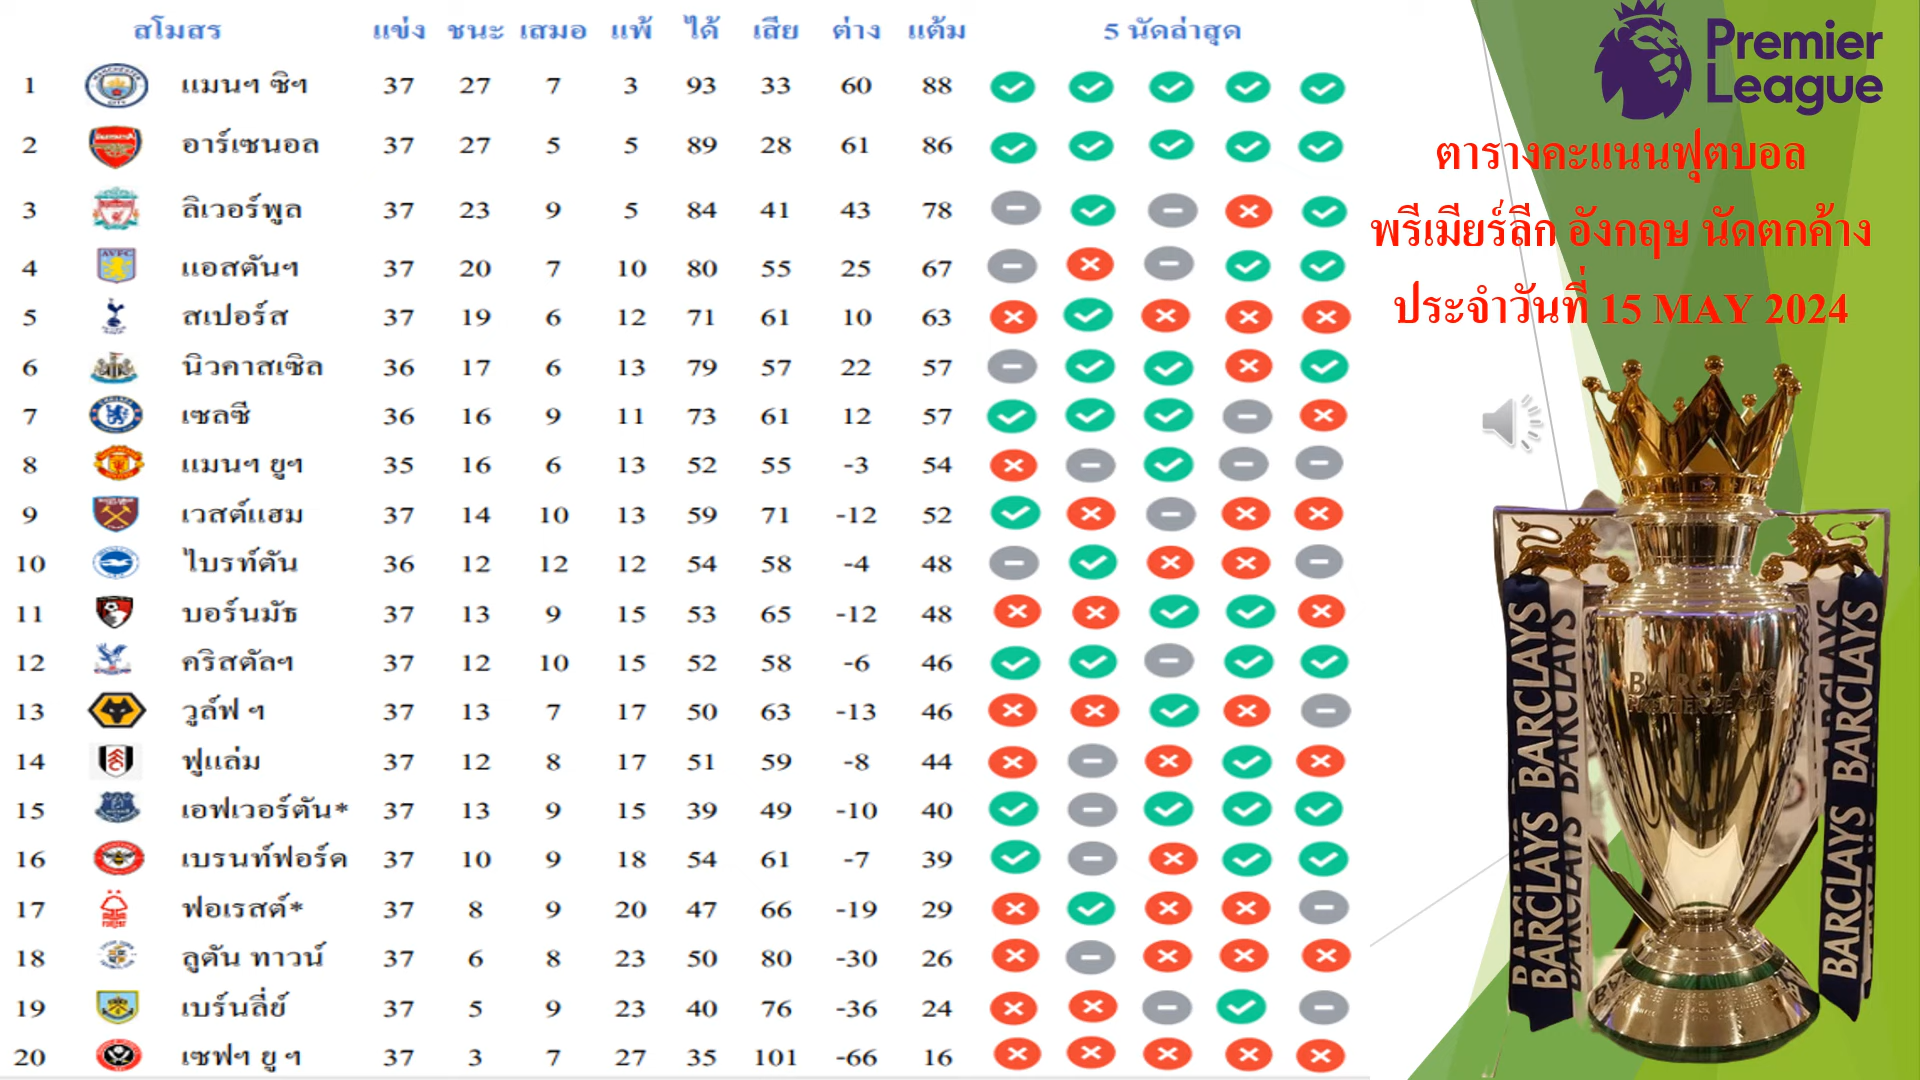 สโมสร แข่ง ชนะ เสมอ แพ้ ได้ เสีย ต่าง แต้ม 5 นัดล่าสุด
1 แมนฯ ซิฯ 37 27 7 3 93 33 60 88
2 อาร์เซนอล 37 27 5 5 89 28 61 86
3 ลิเวอร์พูล 37 23 9 5 84 41 43 78
4 แอสตันฯ 37 20 7 10 80 55 25 67
5 สเปอร์ส 37 19 6 12 71 61 10 63
6 นิวคาสเซิล 36 17 6 13 79 57 22 57
7 เชลซี 36 16 9 11 73 61 12 57
8 แมนฯ ยูฯ 35 16 6 13 52 55 -3 54
9 เวสต์แฮม 37 14 10 13 59 71 -12 52
10 ไบรท์ตัน 36 12 12 12 54 58 -4 48
11 บอร์นมัธ 37 13 9 15 53 65 -12 48
12 คริสตัลฯ 37 12 10 15 52 58 -6 46
13 วูล์ฟ ฯ 37 13 7 17 50 63 -13 46
14 ฟูแล่ม 37 12 8 17 51 59 -8 44
15 เอฟเวอร์ตัน* 37 13 9 15 39 49 -10 40
16 เบรนท์ฟอร์ด 37 10 9 18 54 61 -7 39
17 ฟอเรสต์* 37 8 9 20 47 66 -19 29
18 ลูตัน ทาวน์ 37 6 8 23 50 80 -30 26
19 เบร์นลี่ย์ 37 5 9 23 40 76 -36 24
20 เชฟฯ ยู ฯ 37 3 7 27 35 101 -66 16
Premier
League
ตารางคะแนนฟุตบอล
พรีเมียร์ลีก อังกฤษ นัดตกค้าง
ประจำวันที่ 15 MAY 2024
BARCLAYS
PREMIER LEAGUE
BARCLAYS BARCLAYS
BARCLAYS BARCLAYS
BARCLAYS BARCLAYS